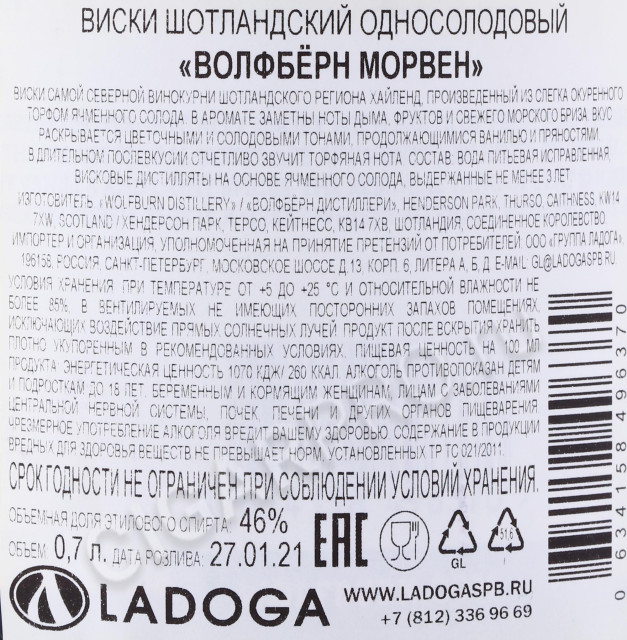 ВИСКИ ШОТЛАНДСКИЙ ОДНОСОЛОДОВЫЙ
«ВОЛФБЁРН МОРВЕН»
ВИСКИ САМОЙ СЕВЕРНОЙ ВИНОКУРНИ ШОТЛАНДСКОГО РЕГИОНА ХАЙЛЕНД, ПРОИЗВЕДЕННЫЙ ИЗ СЛЕГКА ОКУРЕННОГО
ТОРФОМ ЯЧМЕННОГО СОЛОДА. В АРОМАТЕ ЗАМЕТНЫ НОТЫ ДЫМА, ФРУКТОВ И СВЕЖЕГО МОРСКОГО БРИЗА. ВКУС
РАСКРЫВАЕТСЯ ЦВЕТОЧНЫМИ И СОЛОДОВЫМИ ТОНАМИ, ПРОДОЛЖАЮЩИМИСЯ ВАНИЛЬЮ И ПРЯНОСТЯМИ.
В ДЛИТЕЛЬНОМ ПОСЛЕВКУСИИ ОТЧЕТЛИВО ЗВУЧИТ ТОРФЯНАЯ НОТА. СОСТАВ: ВОДА ПИТЬЕВАЯ ИСПРАВЛЕННАЯ,
ВИСКОВЫЕ ДИСТИЛЛЯТЫ НА ОСНОВЕ ЯЧМЕННОГО СОЛОДА, ВЫДЕРЖАННЫЕ НЕ МЕНЕЕ 3 ЛЕТ
ИЗГОТОВИТЕЛЬ: «WOLFBURN DISTILLERY» / «ВОЛФБЁРН ДИСТИЛЛЕРИ», HENDERSON PARK, THURSO, CAITHNESS, KW14
7XW, SCOTLAND / ХЕНДЕРСОН ПАРК, ТЕРСО, КЕЙТНЕСС, КВ14 7ХВ, ШОТЛАНДИЯ, СОЕДИНЕННОЕ КОРОЛЕВСТВО.
ИМПОРТЕР И ОРГАНИЗАЦИЯ, УПОЛНОМОЧЕННАЯ НА ПРИНЯТИЕ ПРЕТЕНЗИЙ ОТ ПОТРЕБИТЕЛЕЙ: ООО «ГРУППА ЛАДОГА»,
196158, РОССИЯ, САНКТ-ПЕТЕРБУРГ, МОСКОВСКОЕ ШОССЕ Д.13, КОРП. 6, ЛИТЕРА А, Б, Д. E-MAIL: GL@LADOGASPB.RU
УСЛОВИЯ ХРАНЕНИЯ: ПРИ ТЕМПЕРАТУРЕ ОТ +5 ДО +25 °С И ОТНОСИТЕЛЬНОЙ ВЛАЖНОСТИ НЕ
БОЛЕЕ 85%, В ВЕНТИЛИРУЕМЫХ НЕ ИМЕЮЩИХ ПОСТОРОННИХ ЗАПАХОВ ПОМЕЩЕНИЯХ,
ИСКЛЮЧАЮЩИХ ВОЗДЕЙСТВИЕ ПРЯМЫХ СОЛНЕЧНЫХ ЛУЧЕЙ ПРОДУКТ ПОСЛЕ ВСКРЫТИЯ ХРАНИТЬ
ПЛОТНО УКУПОРЕННЫМ В РЕКОМЕНДОВАННЫХ УСЛОВИЯХ. ПИЩЕВАЯ ЦЕННОСТЬ В 100 МЛ
ПРОДУКТА: ЭНЕРГЕТИЧЕСКАЯ ЦЕННОСТЬ 1070 КДЖ/ 260 ККАЛ. АЛКОГОЛЬ ПРОТИВОПОКАЗАН ДЕТЯМ
И ПОДРОСТКАМ ДО 18 ЛЕТ, БЕРЕМЕННЫМ И КОРМЯЩИМ ЖЕНЩИНАМ, ЛИЦАМ С ЗАБОЛЕВАНИЯМИ
ЦЕНТРАЛЬНОЙ НЕРВНОЙ СИСТЕМЫ, ПОЧЕК, ПЕЧЕНИ И ДРУГИХ ОРГАНОВ ПИЩЕВАРЕНИЯ.
ЧРЕЗМЕРНОЕ УПОТРЕБЛЕНИЕ АЛКОГОЛЯ ВРЕДИТ ВАШЕМУ ЗДОРОВЬЮ. СОДЕРЖАНИЕ В ПРОДУКЦИИ
ВРЕДНЫХ ДЛЯ ЗДОРОВЬЯ ВЕЩЕСТВ НЕ ПРЕВЫШАЕТ НОРМ, УСТАНОВЛЕННЫХ ТР ТС 021/2011.
СРОК ГОДНОСТИ НЕ ОГРАНИЧЕН ПРИ СОБЛЮДЕНИИ УСЛОВИЙ ХРАНЕНИЯ.
ОБЪЕМНАЯ ДОЛЯ ЭТИЛОВОГО СПИРТА: 46%
ОБЪЕМ: 0,7 л. ДАТА РОЗЛИВА: 27.01.21
EAC
GL
51,6
LADOGA
WWW.LADOGASPB.RU
+7 (812) 336 96 69
0 634158 496370
CIGARPRO.RU